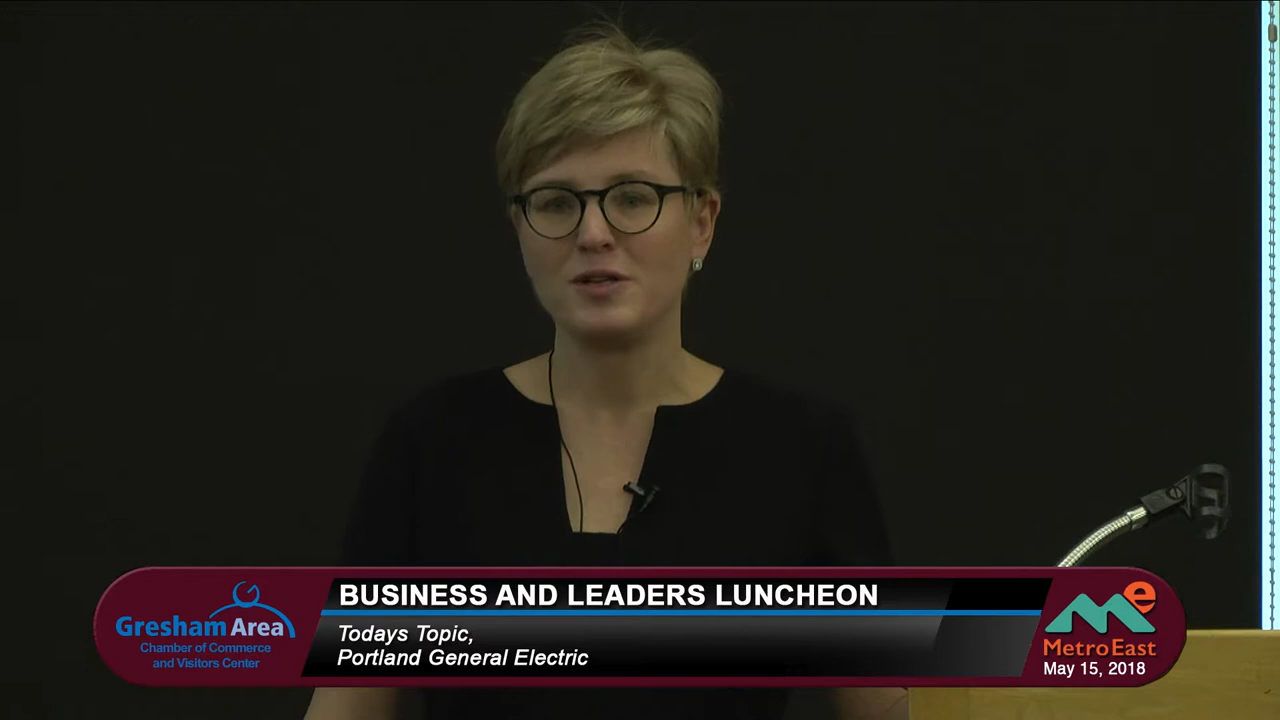 BUSINESS AND LEADERS LUNCHEON
Gresham Area
Chamber of Commerce
and Visitors Center
Todays Topic,
Portland General Electric
Me
MetroEast
May 15, 2018